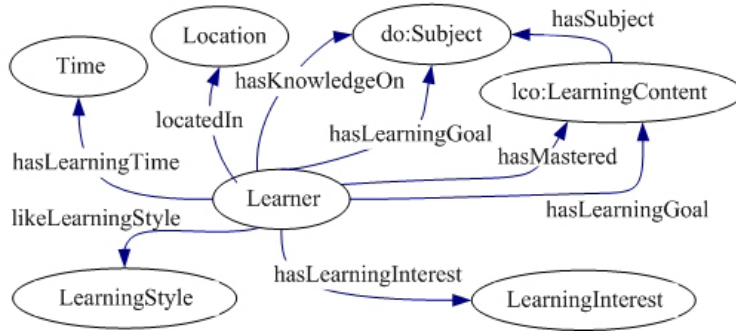 Location
do:Subject
hasSubject
Time
hasKnowledgeOn
lco:LearningContent
locatedIn
hasLearningGoal
hasLearningTime
hasMastered
Learner
hasLearningGoal
likeLearningStyle
hasLearningInterest
LearningStyle
LearningInterest